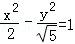 x²/2 - y²/√5 = 1